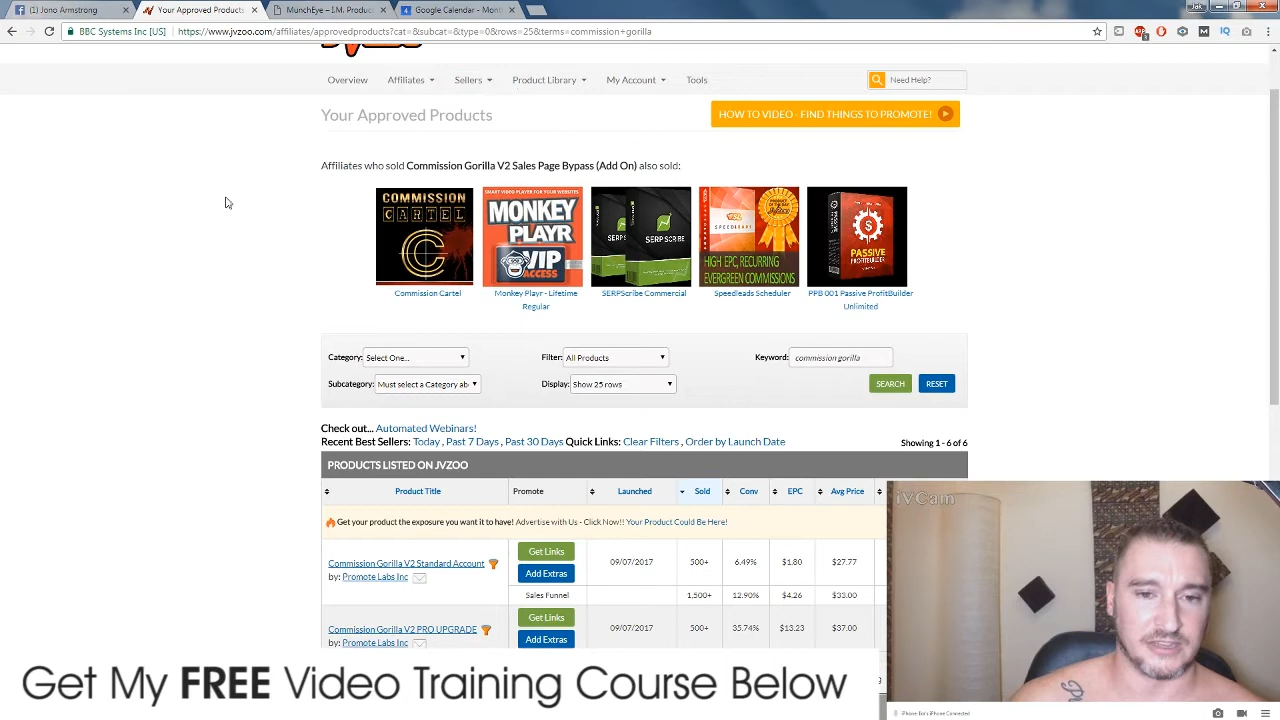 (1) Jono Armstrong
Your Approved Products
MunchEye – I.M. Produc
Google Calendar - Mont
Jak
BBC Systems Inc [US]
https://www.jvzoo.com/affiliates/approvedproducts?cat=&subcat=&type=0&rows=25&terms=commission+gorilla
Overview
Affiliates
Sellers
Product Library
My Account
Tools
Need Help?
Your Approved Products
HOW TO VIDEO - FIND THINGS TO PROMOTE!
Affiliates who sold Commission Gorilla V2 Sales Page Bypass (Add On) also sold:
COMMISSION
CARTEL
SMART VIDEO PLAYER FOR YOUR WEBSITES
MONKEY
PLAYR
VIP
ACCESS
SERP SCRIBE
SPEEDLEADS
HIGH EPC, RECURRING
EVERGREEN COMMISSIONS
PASSIVE
PROFITBUILDER
Commission Cartel
Monkey Playr - Lifetime
Regular
SERPScribe Commercial
Speedleads Scheduler
PPB 001 Passive ProfitBuilder
Unlimited
Category: Select One...
Filter: All Products
Keyword: commission gorilla
Subcategory: Must select a Category ab
Display: Show 25 rows
SEARCH
RESET
Check out... Automated Webinars!
Recent Best Sellers: Today , Past 7 Days , Past 30 Days Quick Links: Clear Filters , Order by Launch Date
Showing 1 - 6 of 6
PRODUCTS LISTED ON JVZOO
Product Title
Promote
Launched
Sold
Conv
EPC
Avg Price
Get your product the exposure you want it to have! Advertise with Us - Click Now!! Your Product Could Be Here!
Commission Gorilla V2 Standard Account
by: Promote Labs Inc
Get Links
Add Extras
09/07/2017
500+
6.49%
$1.80
$27.77
Sales Funnel
1,500+
12.90%
$4.26
$33.00
Commission Gorilla V2 PRO UPGRADE
by: Promote Labs Inc
Get Links
Add Extras
09/07/2017
500+
35.74%
$13.23
$37.00
iVCam
Get My FREE Video Training Course Below